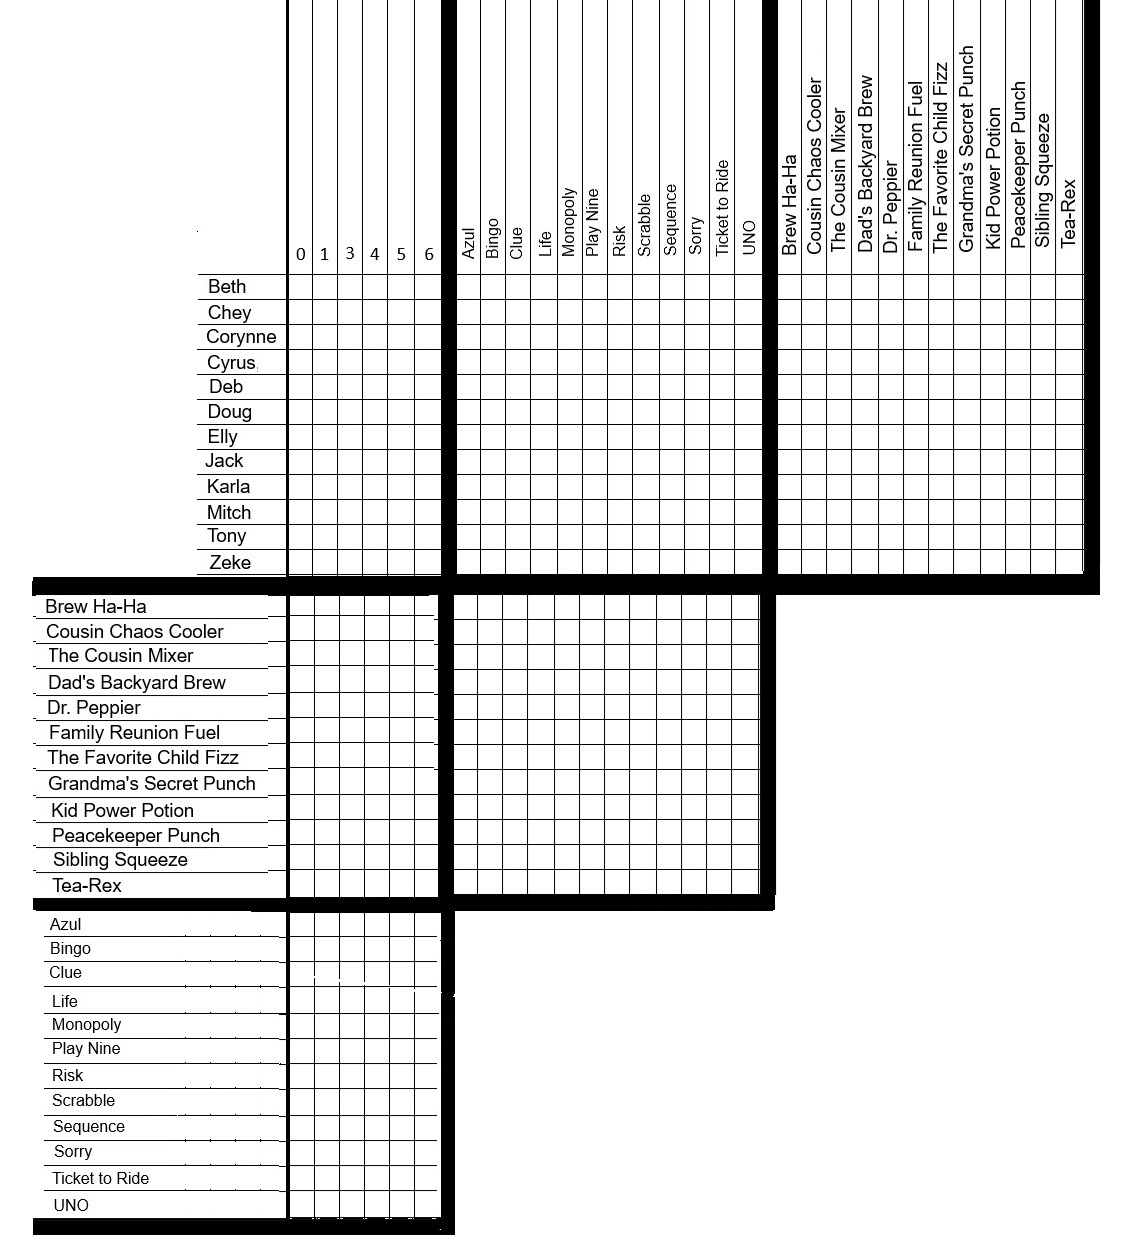 0 1 3 4 5 6
Azul
Bingo
Clue
Life
Monopoly
Play Nine
Risk
Scrabble
Sequence
Sorry
Ticket to Ride
UNO
Brew Ha-Ha
Cousin Chaos Cooler
The Cousin Mixer
Dad's Backyard Brew
Dr. Peppier
Family Reunion Fuel
The Favorite Child Fizz
Grandma's Secret Punch
Kid Power Potion
Peacekeeper Punch
Sibling Squeeze
Tea-Rex
Beth
Chey
Corynne
Cyrus
Deb
Doug
Elly
Jack
Karla
Mitch
Tony
Zeke
Brew Ha-Ha
Cousin Chaos Cooler
The Cousin Mixer
Dad's Backyard Brew
Dr. Peppier
Family Reunion Fuel
The Favorite Child Fizz
Grandma's Secret Punch
Kid Power Potion
Peacekeeper Punch
Sibling Squeeze
Tea-Rex
Azul
Bingo
Clue
Life
Monopoly
Play Nine
Risk
Scrabble
Sequence
Sorry
Ticket to Ride
UNO